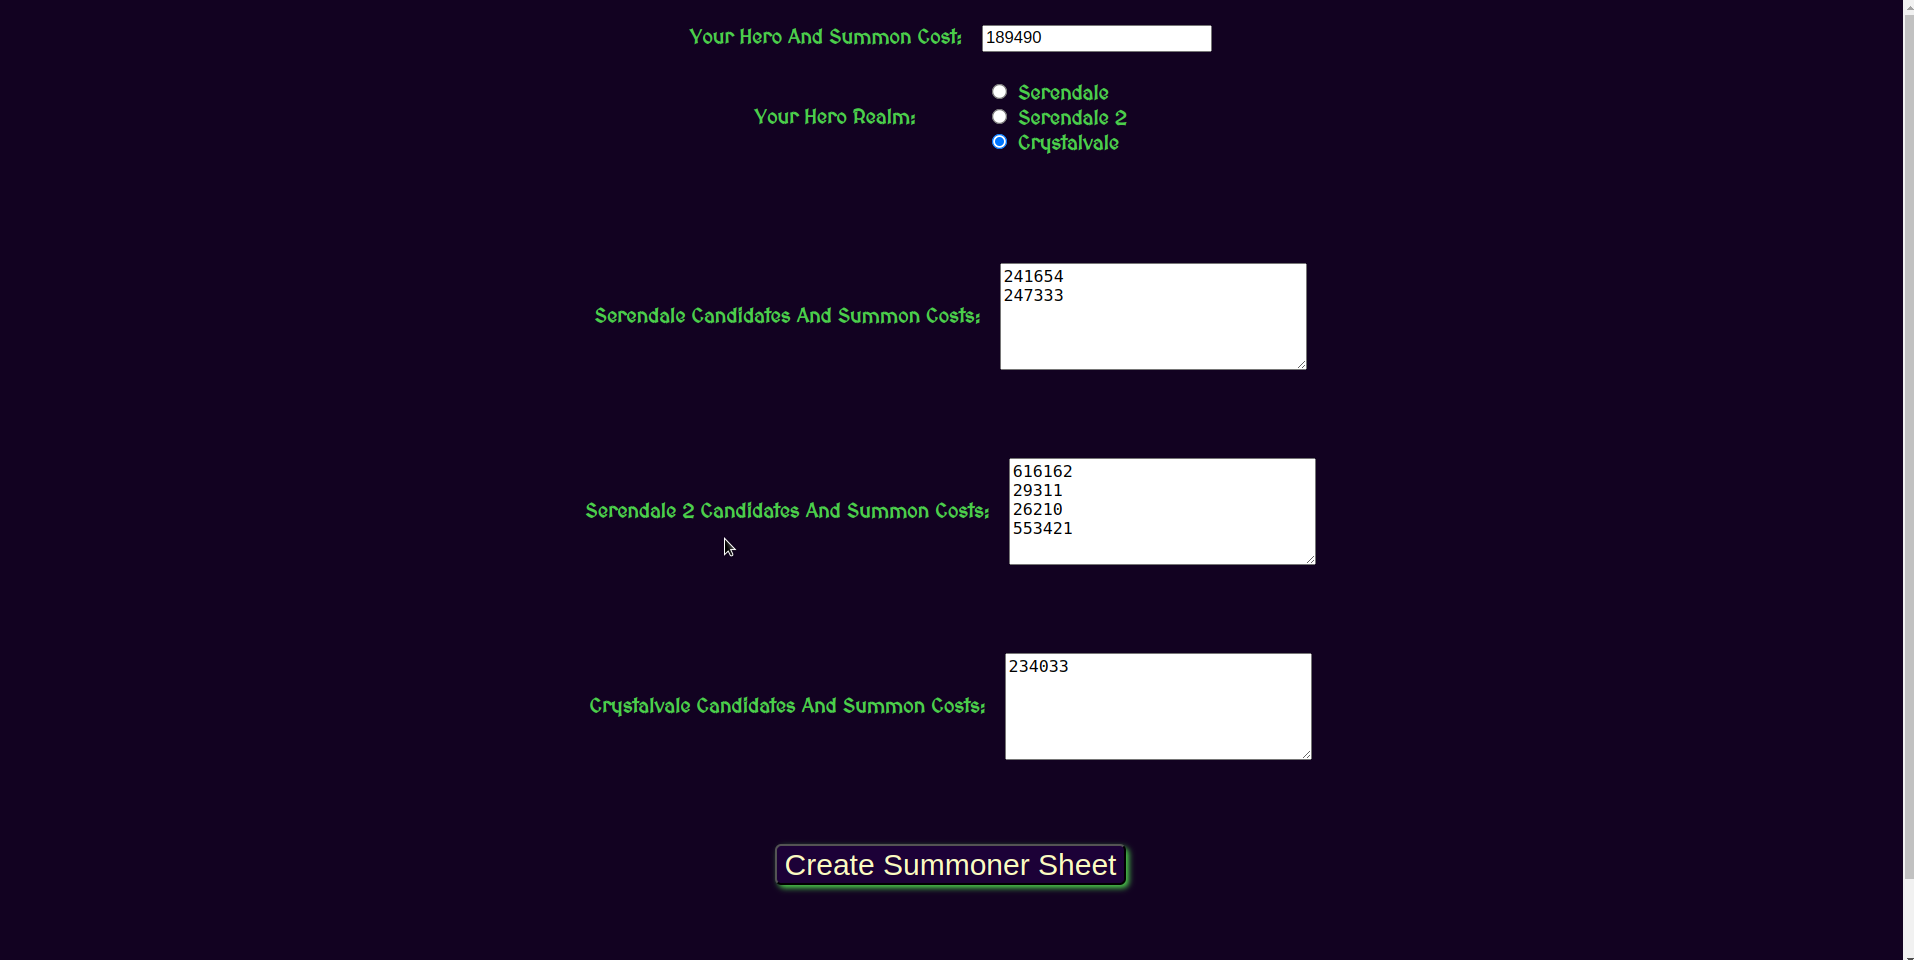 Your Hero And Summon Cost: 189490
Serendale
Your Hero Realm: Serendale 2
Crystalvale
241654
247333
Serendale Candidates And Summon Costs:
616162
29311
26210
553421
Serendale 2 Candidates And Summon Costs:
234033
Crystalvale Candidates And Summon Costs:
Create Summoner Sheet